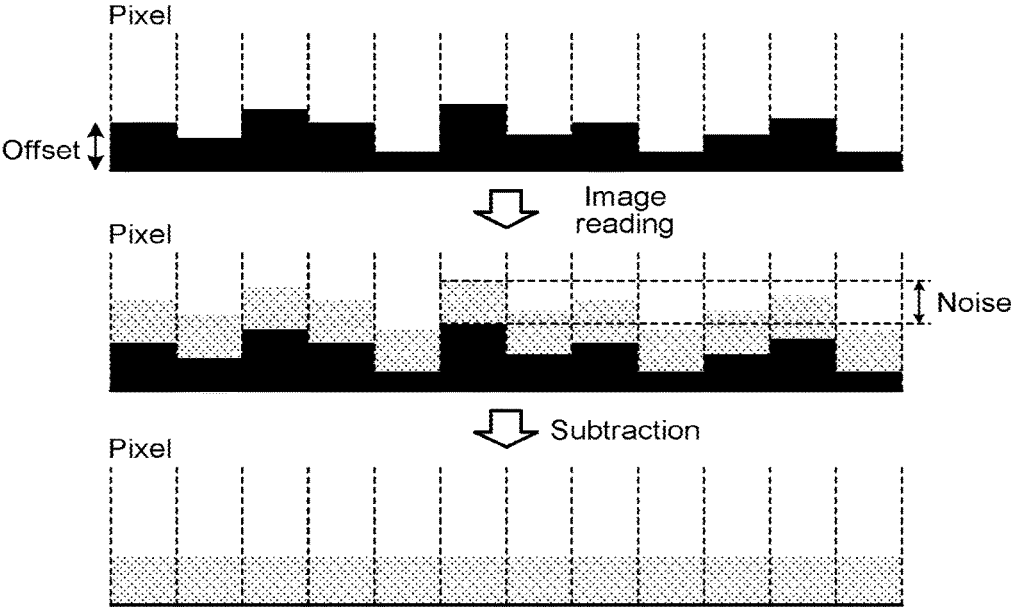 Pixel
Offset
Image
reading
Pixel
Noise
Subtraction
Pixel